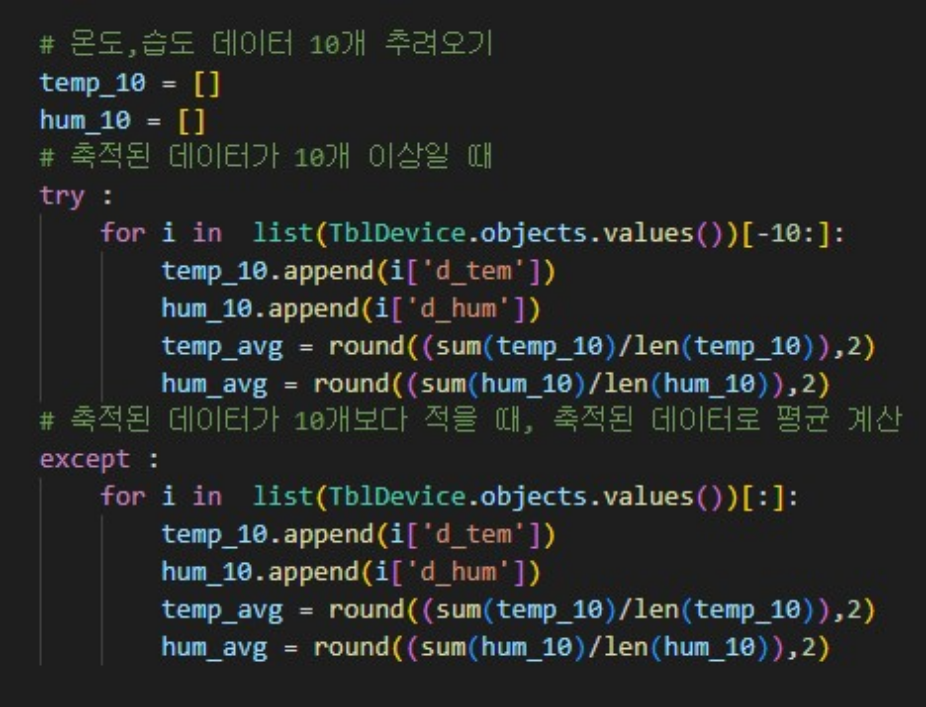 # 온도,습도 데이터 10개 추려오기
temp_10 = []
hum_10 = []
# 축적된 데이터가 10개 이상일 때
try :
    for i in  list(TblDevice.objects.values())[-10:]:
        temp_10.append(i['d_tem'])
        hum_10.append(i['d_hum'])
        temp_avg = round((sum(temp_10)/len(temp_10)),2)
        hum_avg = round((sum(hum_10)/len(hum_10)),2)
# 축적된 데이터가 10개보다 적을 때, 축적된 데이터로 평균 계산
except :
    for i in  list(TblDevice.objects.values())[:]:
        temp_10.append(i['d_tem'])
        hum_10.append(i['d_hum'])
        temp_avg = round((sum(temp_10)/len(temp_10)),2)
        hum_avg = round((sum(hum_10)/len(hum_10)),2)